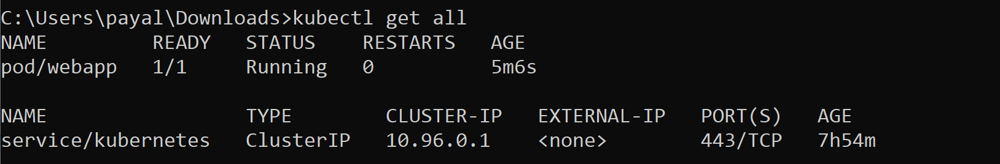 C:\Users\payal\Downloads>kubectl get all
NAME         READY   STATUS    RESTARTS   AGE
pod/webapp   1/1     Running   0          5m6s

NAME                 TYPE        CLUSTER-IP   EXTERNAL-IP   PORT(S)   AGE
service/kubernetes   ClusterIP   10.96.0.1    <none>        443/TCP   7h54m